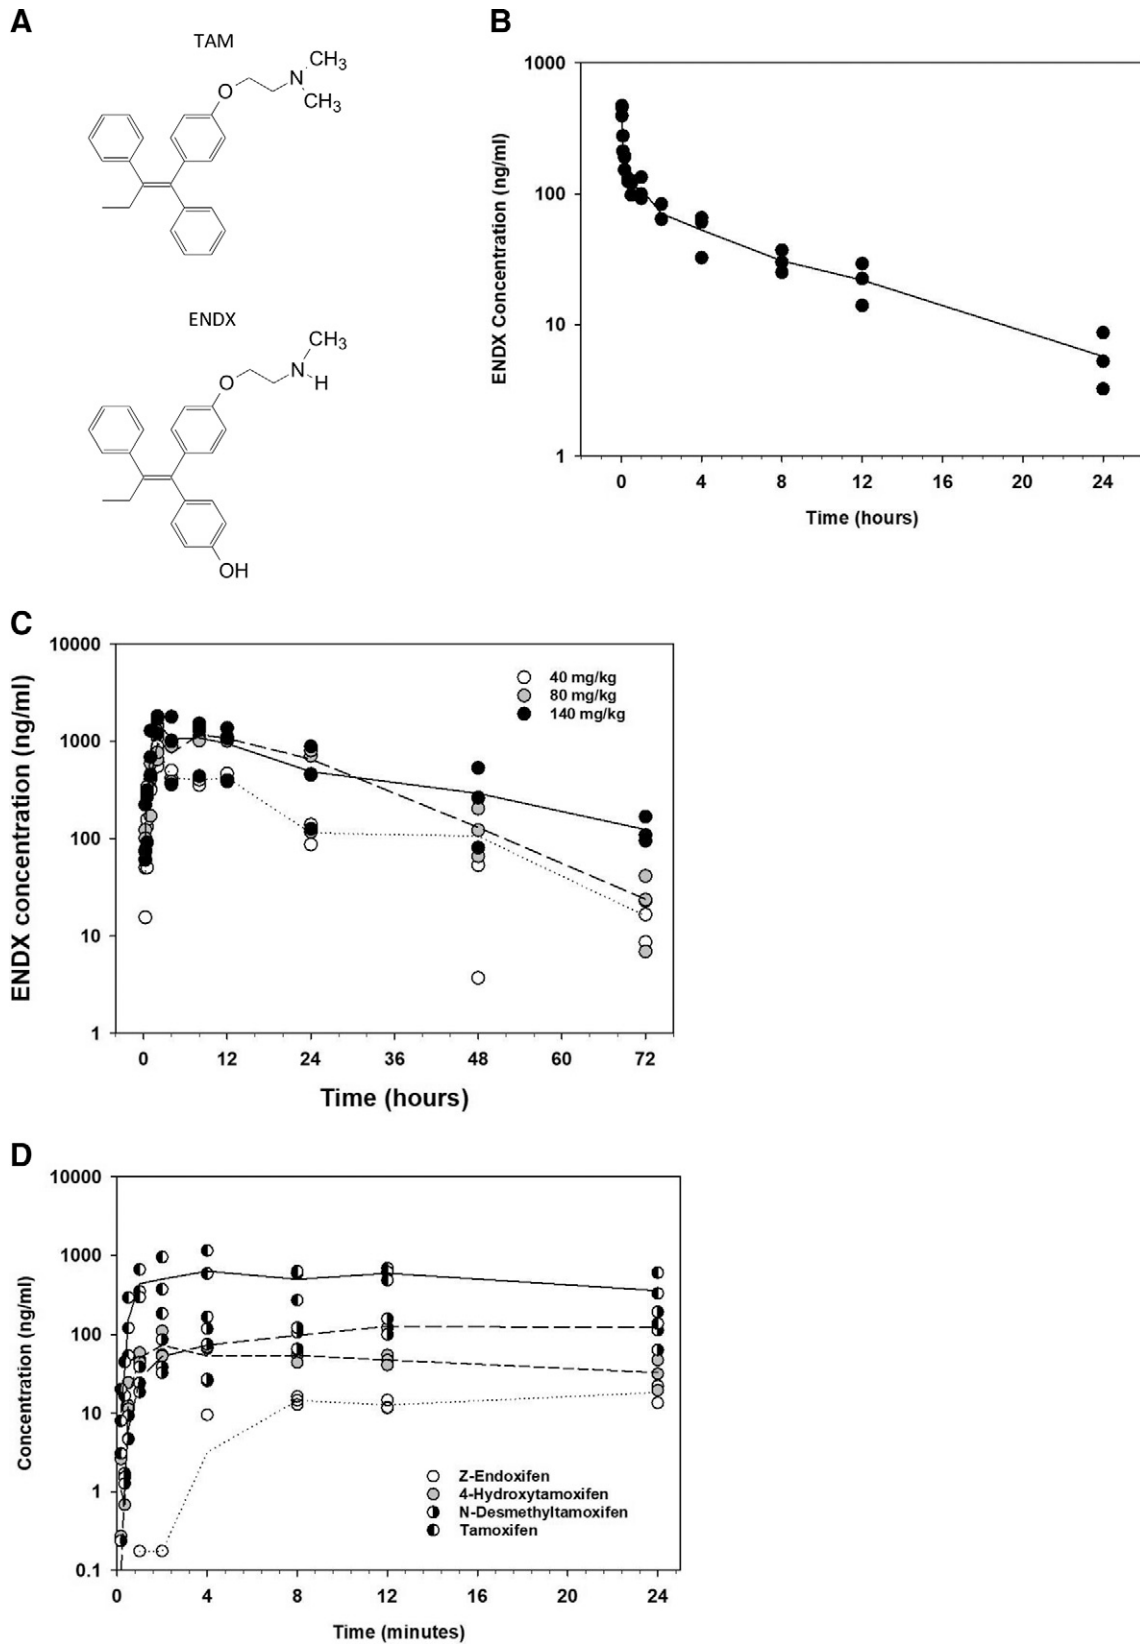 A
TAM
O
N
CH3
CH3
ENDX
O
N
CH3
H
OH
B
ENDX Concentration (ng/ml)
1000
100
10
1
0 4 8 12 16 20 24
Time (hours)
C
ENDX concentration (ng/ml)
10000
1000
100
10
1
40 mg/kg
80 mg/kg
140 mg/kg
0 12 24 36 48 60 72
Time (hours)
D
Concentration (ng/ml)
10000
1000
100
10
1
0.1
Z-Endoxifen
4-Hydroxytamoxifen
N-Desmethyltamoxifen
Tamoxifen
0 4 8 12 16 20 24
Time (minutes)